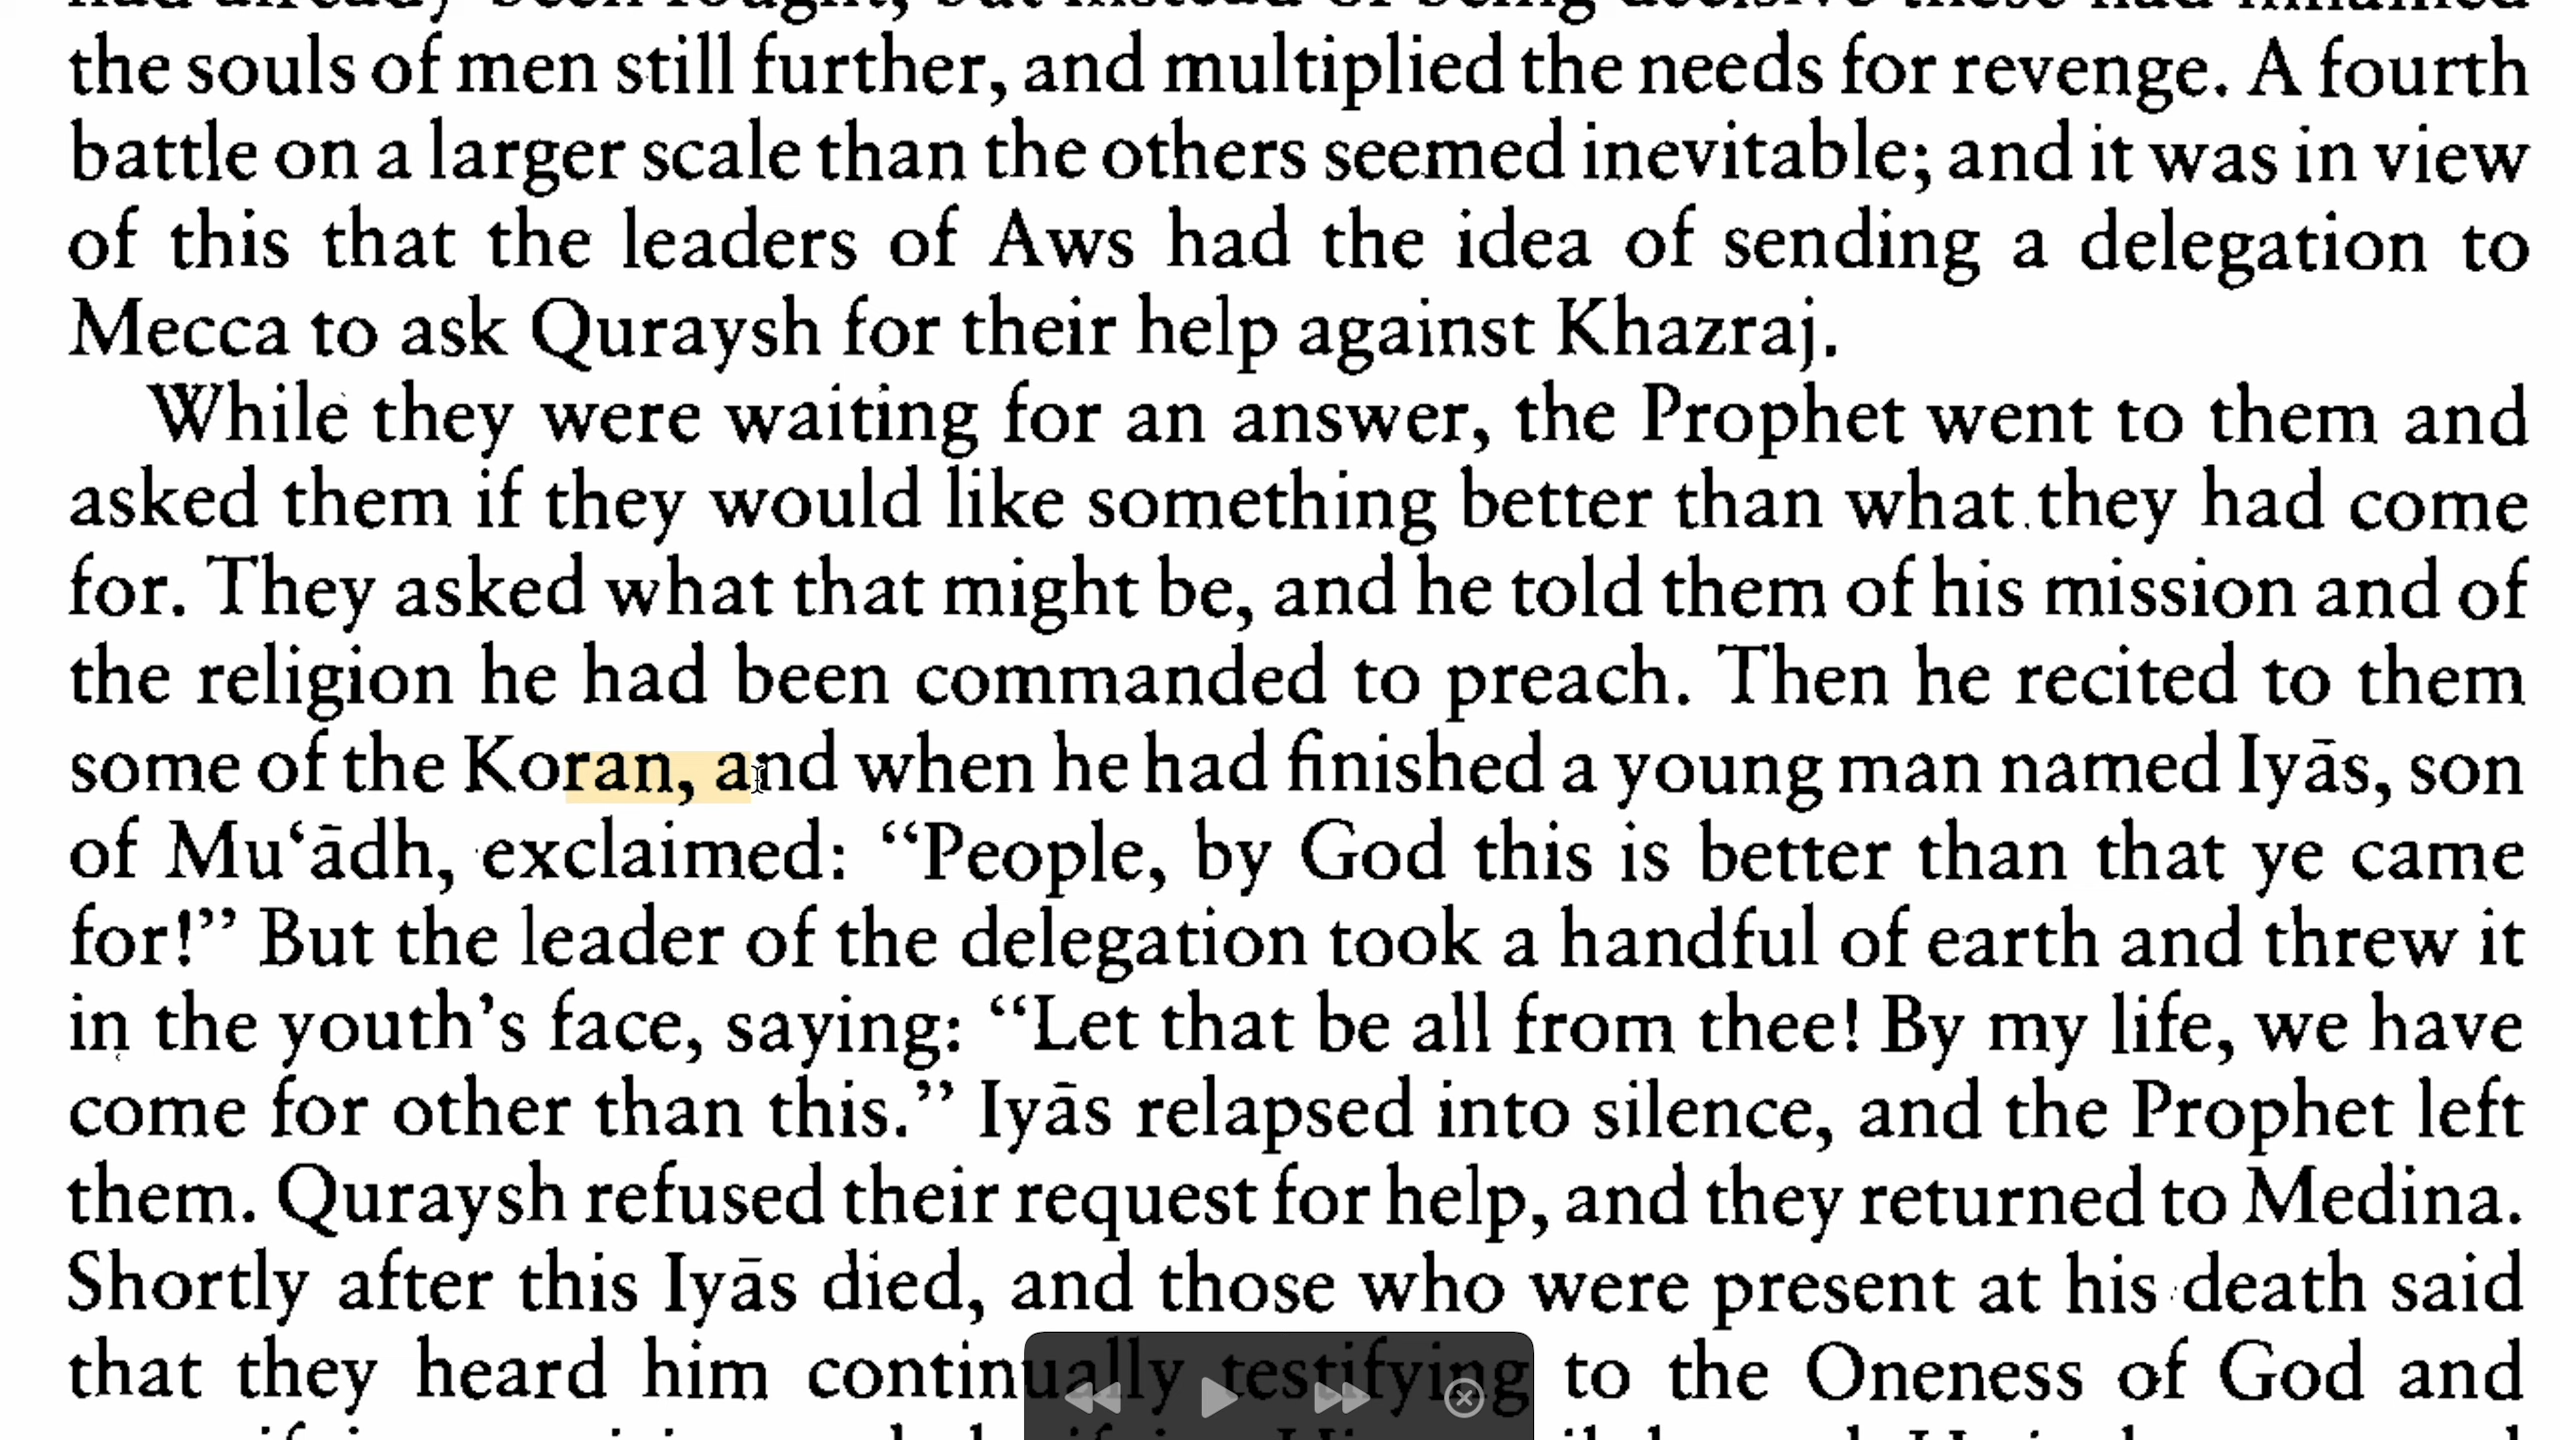 the souls of men still further, and multiplied the needs for revenge. A fourth
battle on a larger scale than the others seemed inevitable; and it was in view
of this that the leaders of Aws had the idea of sending a delegation to
Mecca to ask Quraysh for their help against Khazraj.
While they were waiting for an answer, the Prophet went to them and
asked them if they would like something better than what they had come
for. They asked what that might be, and he told them of his mission and of
the religion he had been commanded to preach. Then he recited to them
some of the Koran, and when he had finished a young man named Iyās, son
of Mu‘ādh, exclaimed: “People, by God this is better than that ye came
for!” But the leader of the delegation took a handful of earth and threw it
in the youth’s face, saying: “Let that be all from thee! By my life, we have
come for other than this.” Iyās relapsed into silence, and the Prophet left
them. Quraysh refused their request for help, and they returned to Medina.
Shortly after this Iyās died, and those who were present at his death said
that they heard him continually testifying to the Oneness of God and